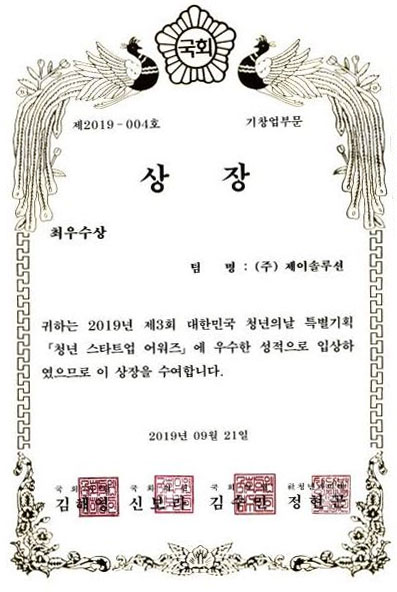 국회
제2019-004호 기창업부문
상 장
최우수상
팀 명 : (주) 제이솔루션
귀하는 2019년 제3회 대한민국 청년의날 특별기획
「청년 스타트업 어워즈」에 우수한 성적으로 입상하
였으므로 이 상장을 수여합니다.
2019년 09월 21일
국회의원 국회의원 국회의원
김해영 신보라 김수민 정현곤